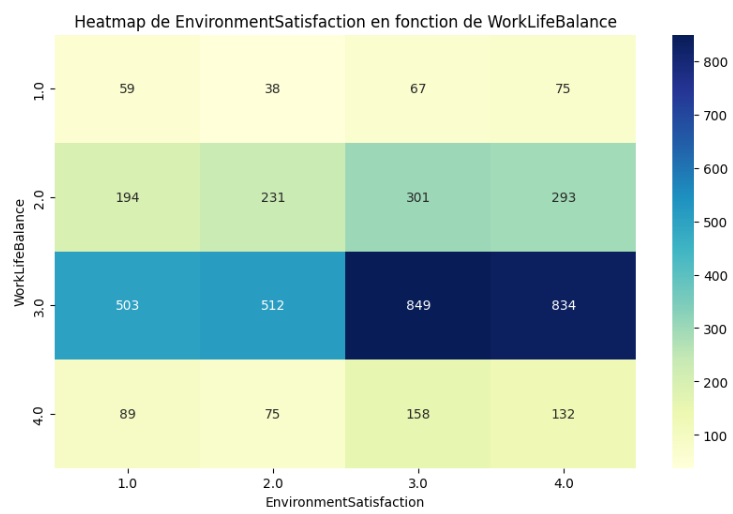 Heatmap de EnvironmentSatisfaction en fonction de WorkLifeBalance
WorkLifeBalance
1.0 59 38 67 75
2.0 194 231 301 293
3.0 503 512 849 834
4.0 89 75 158 132
1.0 2.0 3.0 4.0
EnvironmentSatisfaction
800
700
600
500
400
300
200
100